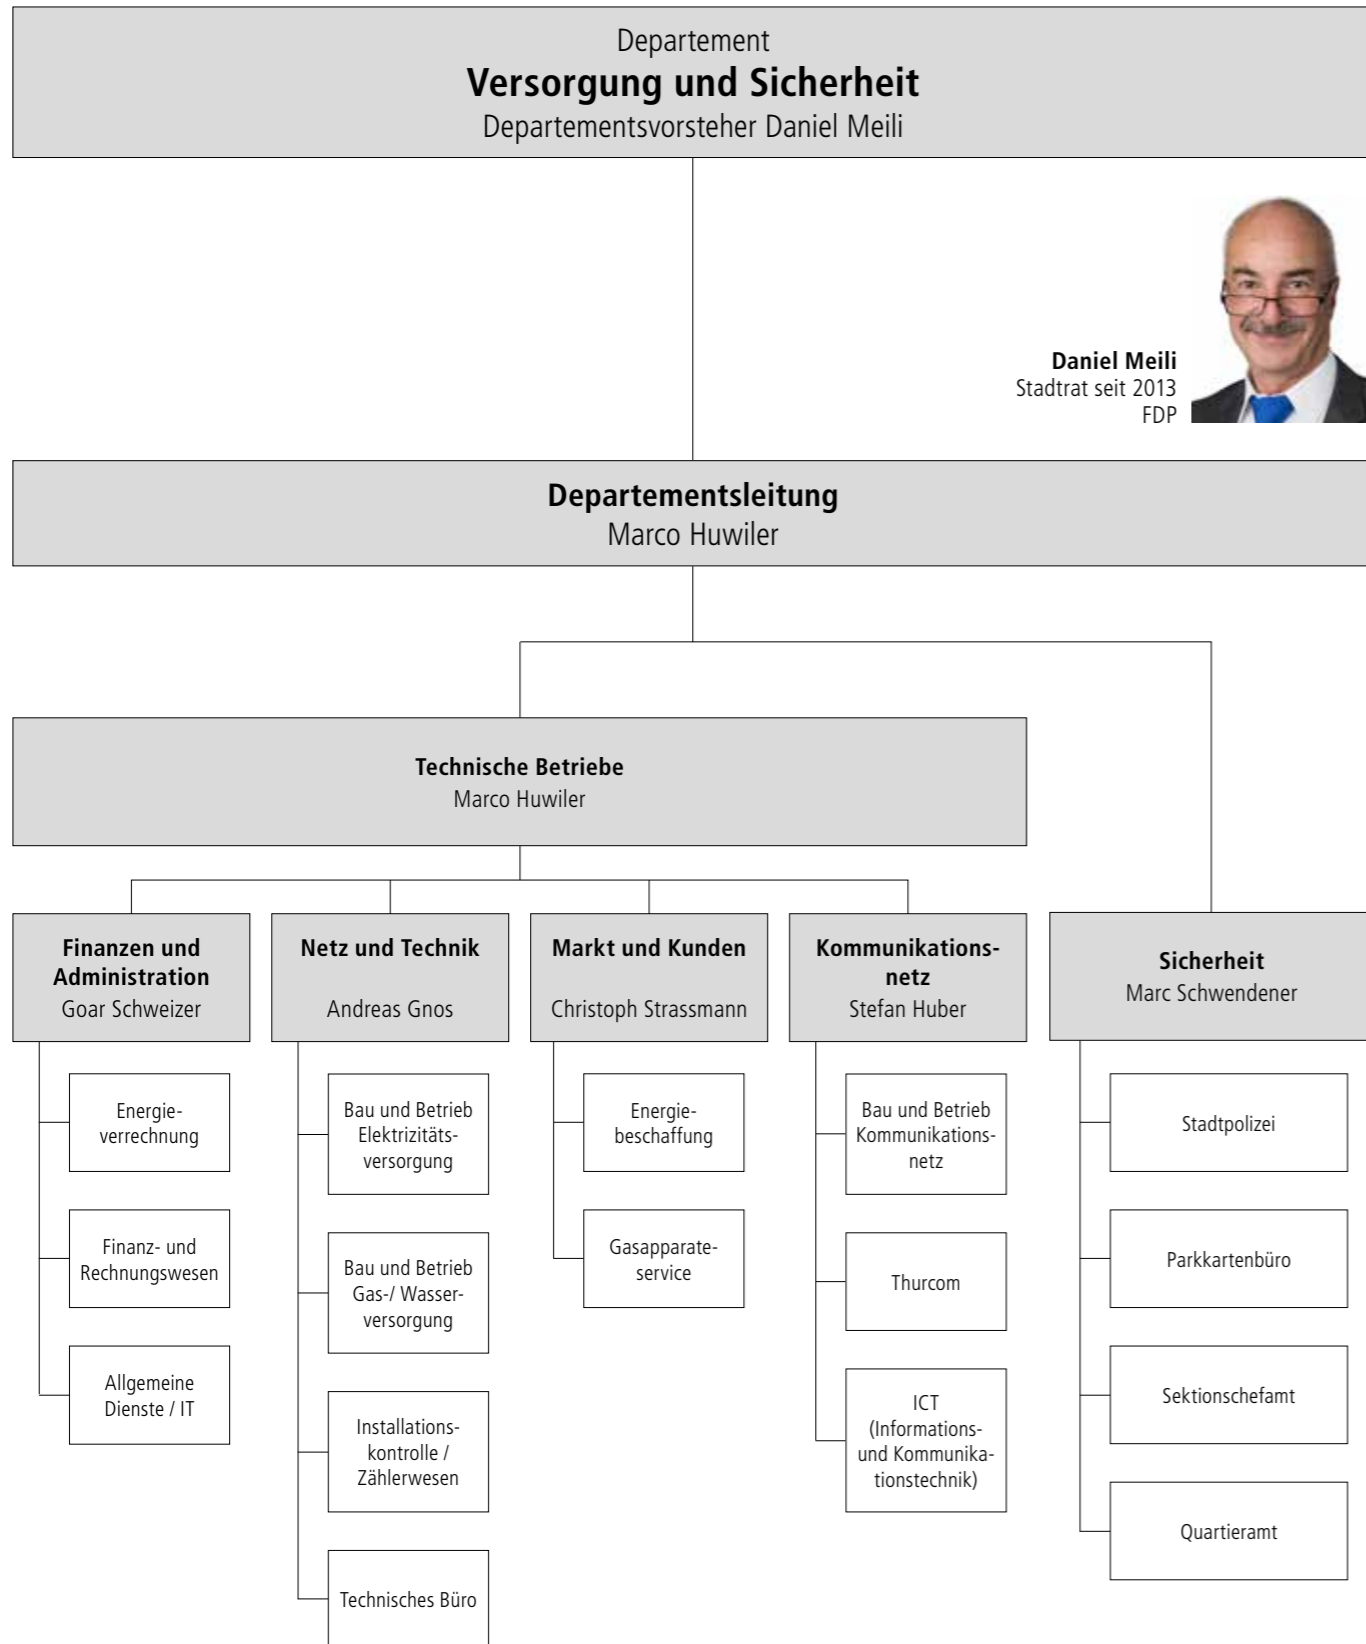 Departement
Versorgung und Sicherheit
Departementsvorsteher Daniel Meili
Daniel Meili
Stadtrat seit 2013
FDP
Departementsleitung
Marco Huwiler
Technische Betriebe
Marco Huwiler
Finanzen und
Administration
Goar Schweizer
Energie-
verrechnung
Finanz- und
Rechnungswesen
Allgemeine
Dienste / IT
Netz und Technik
Andreas Gnos
Bau und Betrieb
Elektrizitäts-
versorgung
Bau und Betrieb
Gas-/ Wasser-
versorgung
Installations-
kontrolle /
Zählerwesen
Technisches Büro
Markt und Kunden
Christoph Strassmann
Energie-
beschaffung
Gasapparate-
service
Kommunikations-
netz
Stefan Huber
Bau und Betrieb
Kommunikations-
netz
Thurcom
ICT
(Informations-
und Kommunika-
tionstechnik)
Sicherheit
Marc Schwendener
Stadtpolizei
Parkkartenbüro
Sektionschefamt
Quartieramt